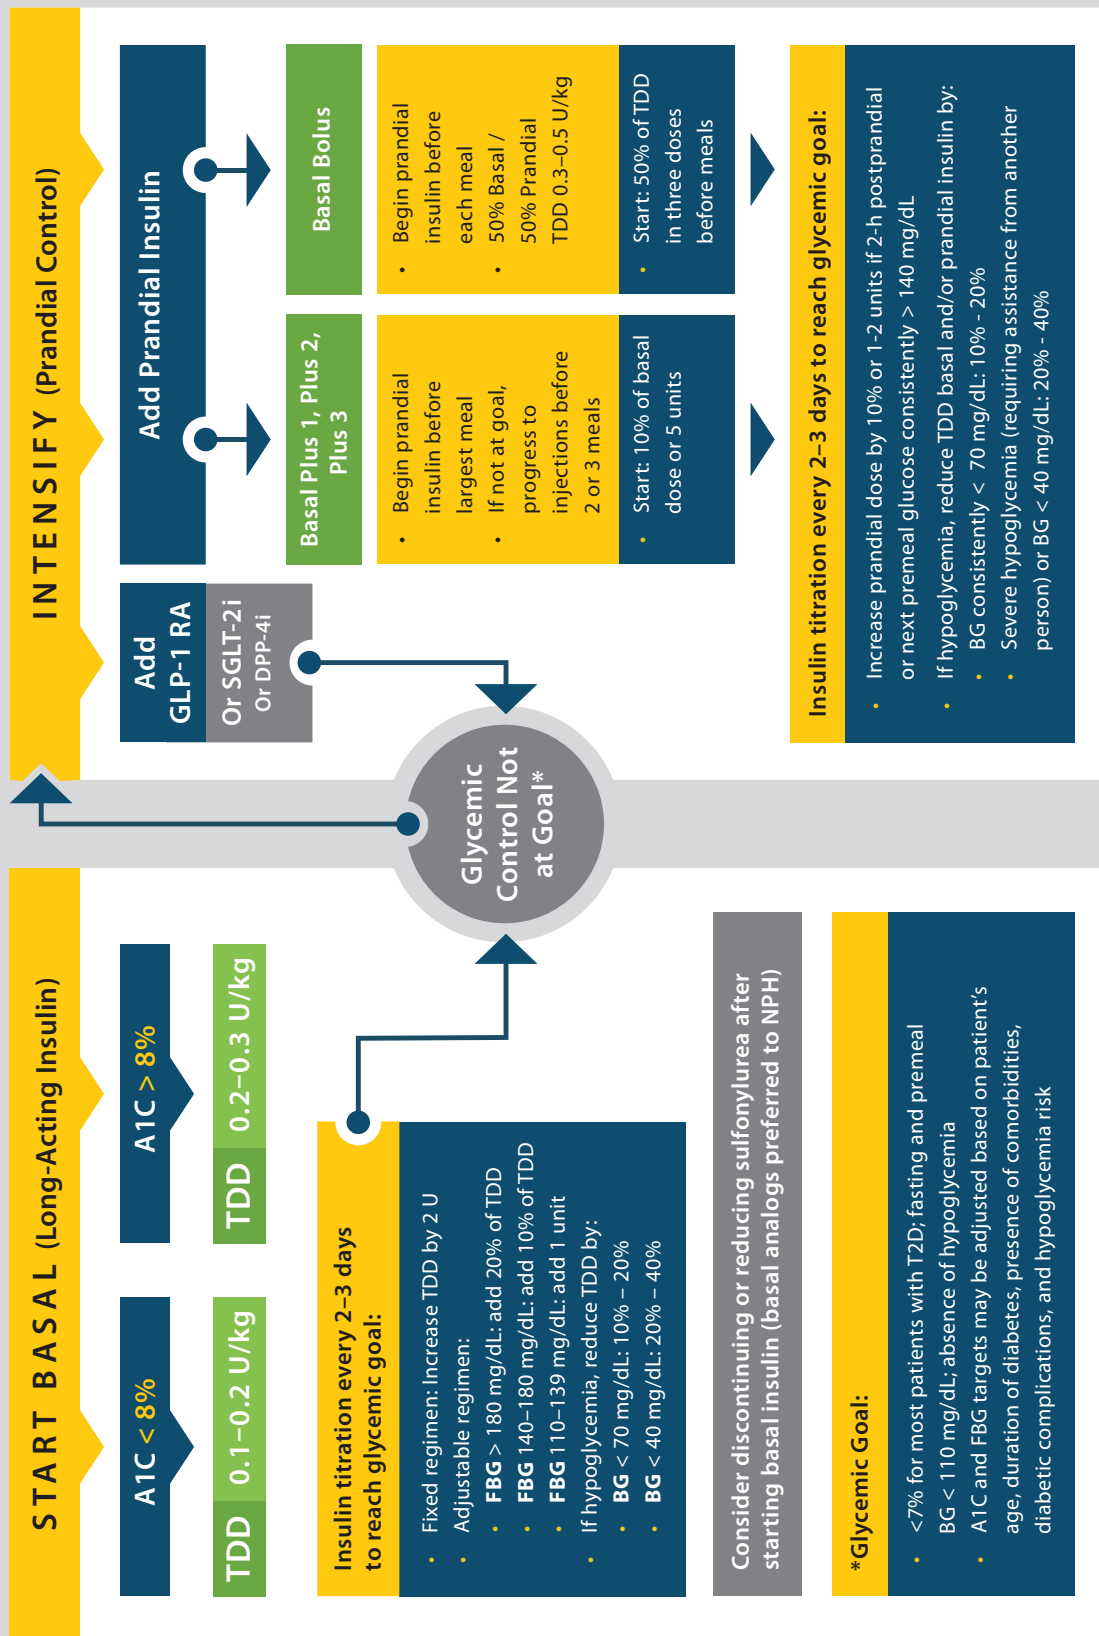 START BASAL (Long-Acting Insulin)
A1C < 8%
A1C > 8%
TDD 0.1–0.2 U/kg
TDD 0.2–0.3 U/kg
Insulin titration every 2–3 days
to reach glycemic goal:
• Fixed regimen: Increase TDD by 2 U
• Adjustable regimen:
• FBG > 180 mg/dL: add 20% of TDD
• FBG 140–180 mg/dL: add 10% of TDD
• FBG 110–139 mg/dL: add 1 unit
• If hypoglycemia, reduce TDD by:
• BG < 70 mg/dL: 10% – 20%
• BG < 40 mg/dL: 20% – 40%
Consider discontinuing or reducing sulfonylurea after
starting basal insulin (basal analogs preferred to NPH)
*Glycemic Goal:
• <7% for most patients with T2D; fasting and premeal
BG < 110 mg/dL; absence of hypoglycemia
• A1C and FBG targets may be adjusted based on patient's
age, duration of diabetes, presence of comorbidities,
diabetic complications, and hypoglycemia risk
Glycemic
Control Not
at Goal*
INTENSIFY (Prandial Control)
Add
GLP-1 RA
Or SGLT-2i
Or DPP-4i
Add Prandial Insulin
Basal Plus 1, Plus 2,
Plus 3
• Begin prandial
insulin before
largest meal
• If not at goal,
progress to
injections before
2 or 3 meals
• Start: 10% of basal
dose or 5 units
Basal Bolus
• Begin prandial
insulin before
each meal
• 50% Basal /
50% Prandial
TDD 0.3–0.5 U/kg
• Start: 50% of TDD
in three doses
before meals
Insulin titration every 2–3 days to reach glycemic goal:
• Increase prandial dose by 10% or 1-2 units if 2-h postprandial
or next premeal glucose consistently > 140 mg/dL
• If hypoglycemia, reduce TDD basal and/or prandial insulin by:
• BG consistently < 70 mg/dL: 10% - 20%
• Severe hypoglycemia (requiring assistance from another
person) or BG < 40 mg/dL: 20% - 40%